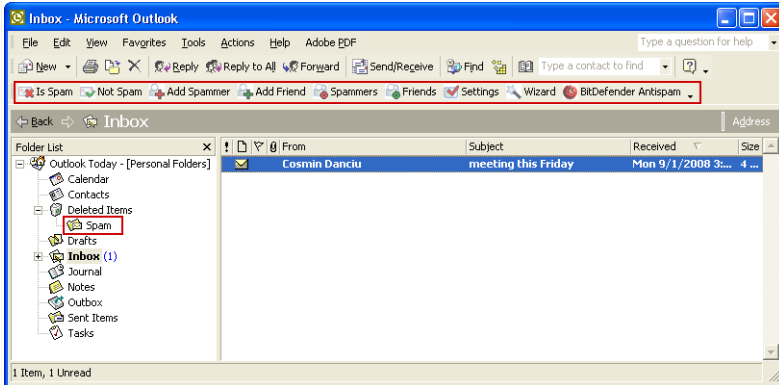 Inbox - Microsoft Outlook
File Edit View Favorites Tools Actions Help Adobe PDF Type a question for help
New Reply Reply to All Forward Send/Receive Find Type a contact to find
Is Spam Not Spam Add Spammer Add Friend Spammers Friends Settings Wizard BitDefender Antispam
Back Inbox Address
Folder List ! From Subject Received Size
Outlook Today - [Personal Folders] Cosmin Danciu meeting this Friday Mon 9/1/2008 3:... 4 ...
Calendar
Contacts
Deleted Items
Spam
Drafts
Inbox (1)
Journal
Notes
Outbox
Sent Items
Tasks
1 Item, 1 Unread